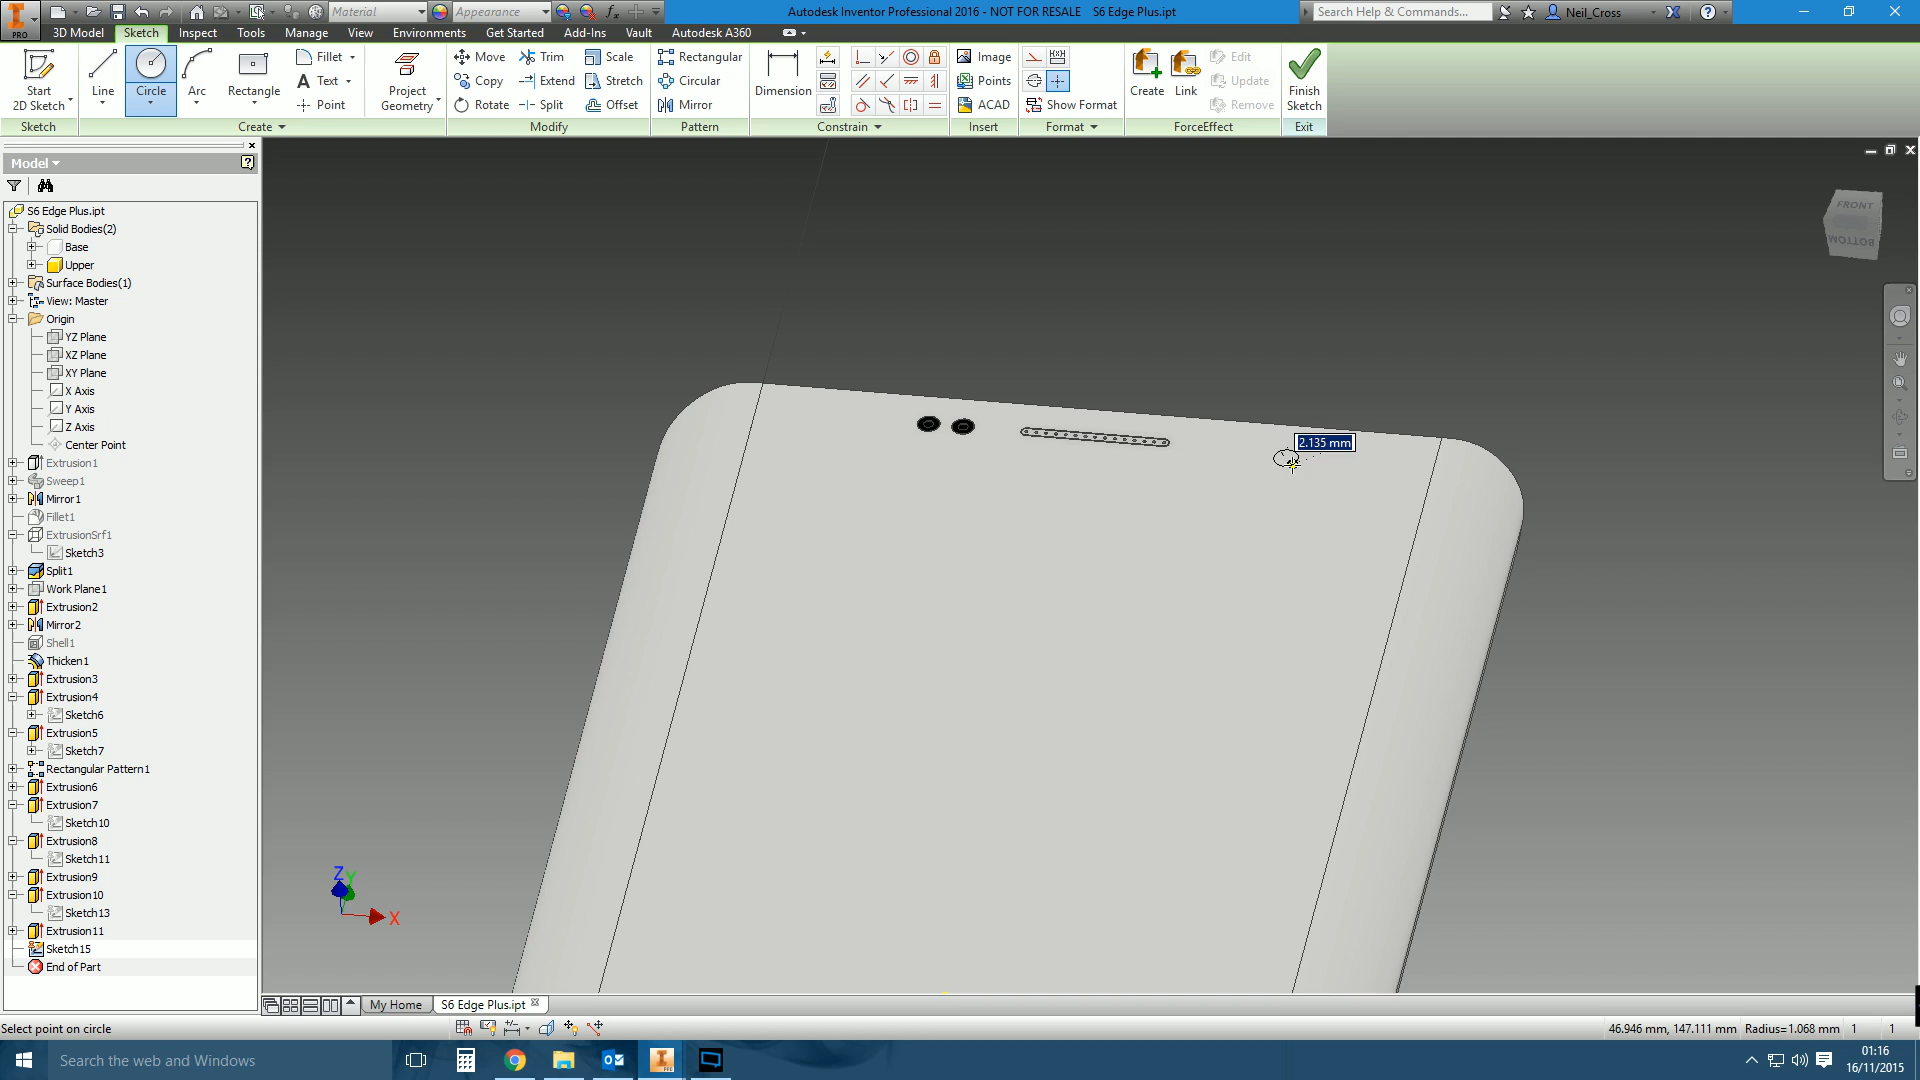 PRO
Material
Appearance
fx
Autodesk Inventor Professional 2016 - NOT FOR RESALE S6 Edge Plus.ipt
Search Help & Commands...
Neil_Cross
3D Model Sketch Inspect Tools Manage View Environments Get Started Add-Ins Vault Autodesk A360
Start
2D Sketch
Line
Circle
Arc
Rectangle
Fillet
Text
Point
Project
Geometry
Move
Copy
Rotate
Trim
Extend
Split
Scale
Stretch
Offset
Rectangular
Circular
Mirror
Dimension
Image
Points
ACAD
Show Format
Create
Link
Edit
Update
Remove
Finish
Sketch
Sketch Create Modify Pattern Constrain Insert Format ForceEffect Exit
Model
S6 Edge Plus.ipt
Solid Bodies(2)
Base
Upper
Surface Bodies(1)
View: Master
Origin
YZ Plane
XZ Plane
XY Plane
X Axis
Y Axis
Z Axis
Center Point
Extrusion1
Sweep1
Mirror1
Fillet1
ExtrusionSrf1
Sketch3
Split1
Work Plane1
Extrusion2
Mirror2
Shell1
Thicken1
Extrusion3
Extrusion4
Sketch6
Extrusion5
Sketch7
Rectangular Pattern1
Extrusion6
Extrusion7
Sketch10
Extrusion8
Sketch11
Extrusion9
Extrusion10
Sketch13
Extrusion11
Sketch15
End of Part
FRONT
BOTTOM
2.135 mm
Z
Y
X
My Home
S6 Edge Plus.ipt
Select point on circle
46.946 mm, 147.111 mm Radius=1.068 mm 1 1
Search the web and Windows
01:16
16/11/2015